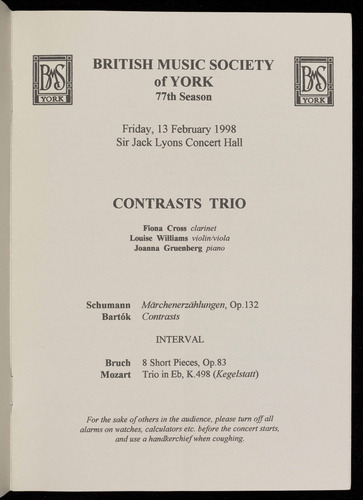 BMS
YORK
BRITISH MUSIC SOCIETY
of YORK
77th Season
BMS
YORK
Friday, 13 February 1998
Sir Jack Lyons Concert Hall
CONTRASTS TRIO
Fiona Cross clarinet
Louise Williams violin/viola
Joanna Gruenberg piano
Schumann Märchenerzählungen, Op.132
Bartók Contrasts
INTERVAL
Bruch 8 Short Pieces, Op.83
Mozart Trio in Eb, K.498 (Kegelstatt)
For the sake of others in the audience, please turn off all
alarms on watches, calculators etc. before the concert starts,
and use a handkerchief when coughing.